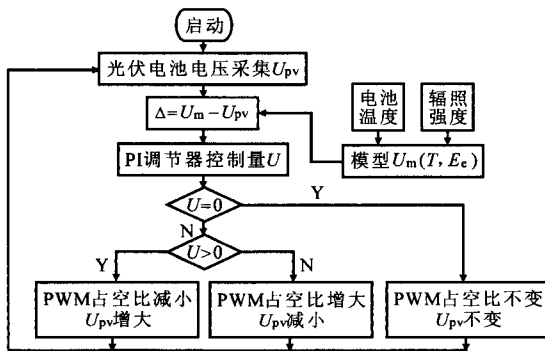 启动
光伏电池电压采集Upv
Δ=Um−Upv
电池
温度
辐照
强度
PI调节器控制量U
模型Um(T,Ee)
U=0
Y
N
U>0
Y
N
PWM占空比减小
Upv增大
PWM占空比增大
Upv减小
PWM占空比不变
Upv不变